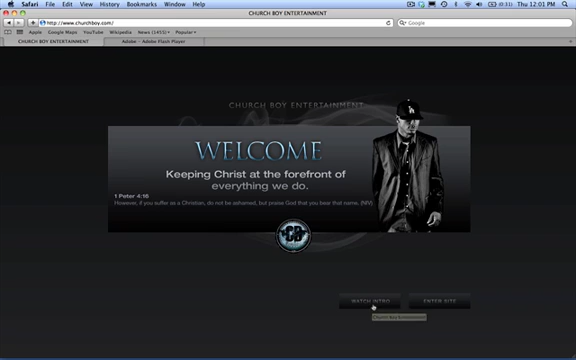 Safari File Edit View History Bookmarks Window Help (0:31) Thu 12:01 PM
CHURCH BOY ENTERTAINMENT
http://www.churchboy.com/ Google
Apple Google Maps YouTube Wikipedia News (1455) Popular
CHURCH BOY ENTERTAINMENT Adobe - Adobe Flash Player
CHURCH BOY ENTERTAINMENT
WELCOME
Keeping Christ at the forefront of
everything we do.
1 Peter 4:16
However, if you suffer as a Christian, do not be ashamed, but praise God that you bear that name. (NIV)
CB
WATCH INTRO ENTER SITE
Church Boy Entertainment